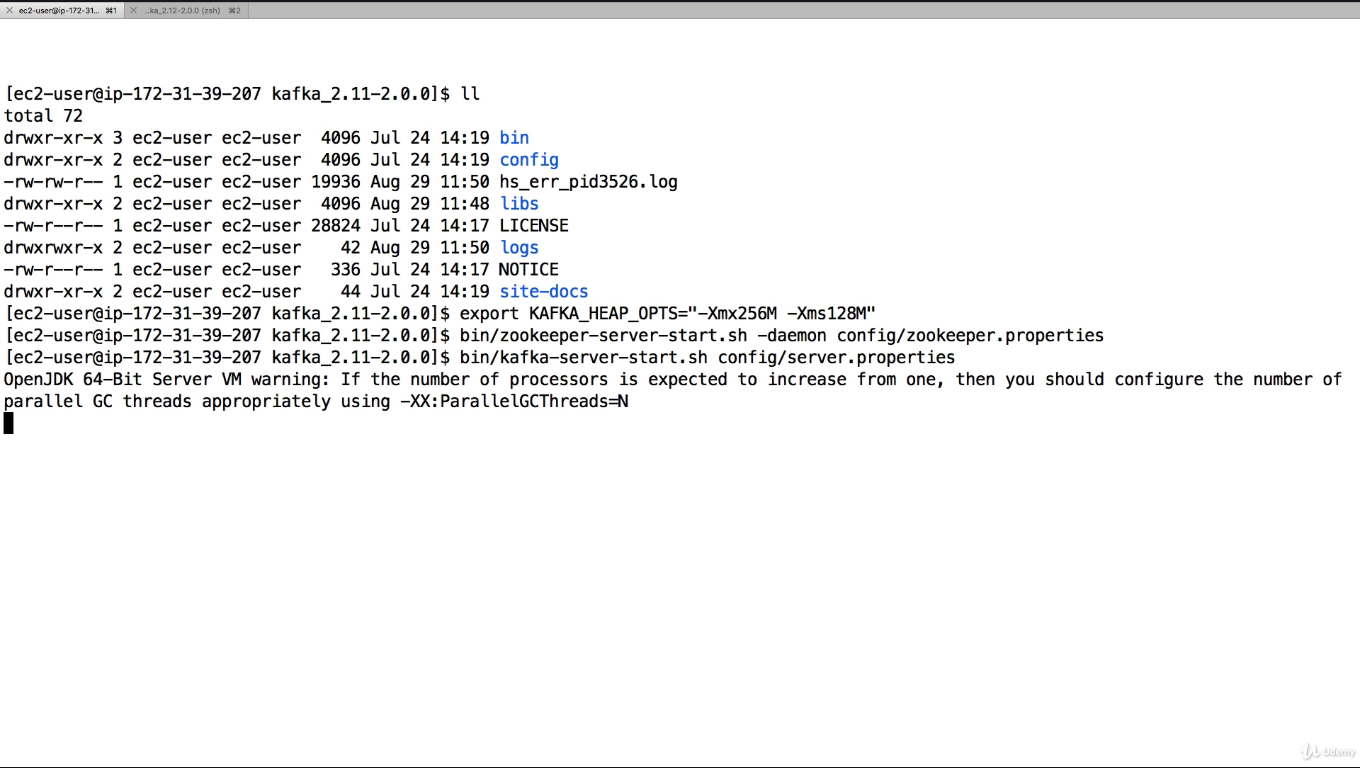 ec2-user@ip-172-31... ⌘1 ..ka_2.12-2.0.0 (zsh) ⌘2
[ec2-user@ip-172-31-39-207 kafka_2.11-2.0.0]$ ll
total 72
drwxr-xr-x 3 ec2-user ec2-user  4096 Jul 24 14:19 bin
drwxr-xr-x 2 ec2-user ec2-user  4096 Jul 24 14:19 config
-rw-rw-r-- 1 ec2-user ec2-user 19936 Aug 29 11:50 hs_err_pid3526.log
drwxr-xr-x 2 ec2-user ec2-user  4096 Aug 29 11:48 libs
-rw-r--r-- 1 ec2-user ec2-user 28824 Jul 24 14:17 LICENSE
drwxrwxr-x 2 ec2-user ec2-user    42 Aug 29 11:50 logs
-rw-r--r-- 1 ec2-user ec2-user   336 Jul 24 14:17 NOTICE
drwxr-xr-x 2 ec2-user ec2-user    44 Jul 24 14:19 site-docs
[ec2-user@ip-172-31-39-207 kafka_2.11-2.0.0]$ export KAFKA_HEAP_OPTS="-Xmx256M -Xms128M"
[ec2-user@ip-172-31-39-207 kafka_2.11-2.0.0]$ bin/zookeeper-server-start.sh -daemon config/zookeeper.properties
[ec2-user@ip-172-31-39-207 kafka_2.11-2.0.0]$ bin/kafka-server-start.sh config/server.properties
OpenJDK 64-Bit Server VM warning: If the number of processors is expected to increase from one, then you should configure the number of
parallel GC threads appropriately using -XX:ParallelGCThreads=N
Udemy